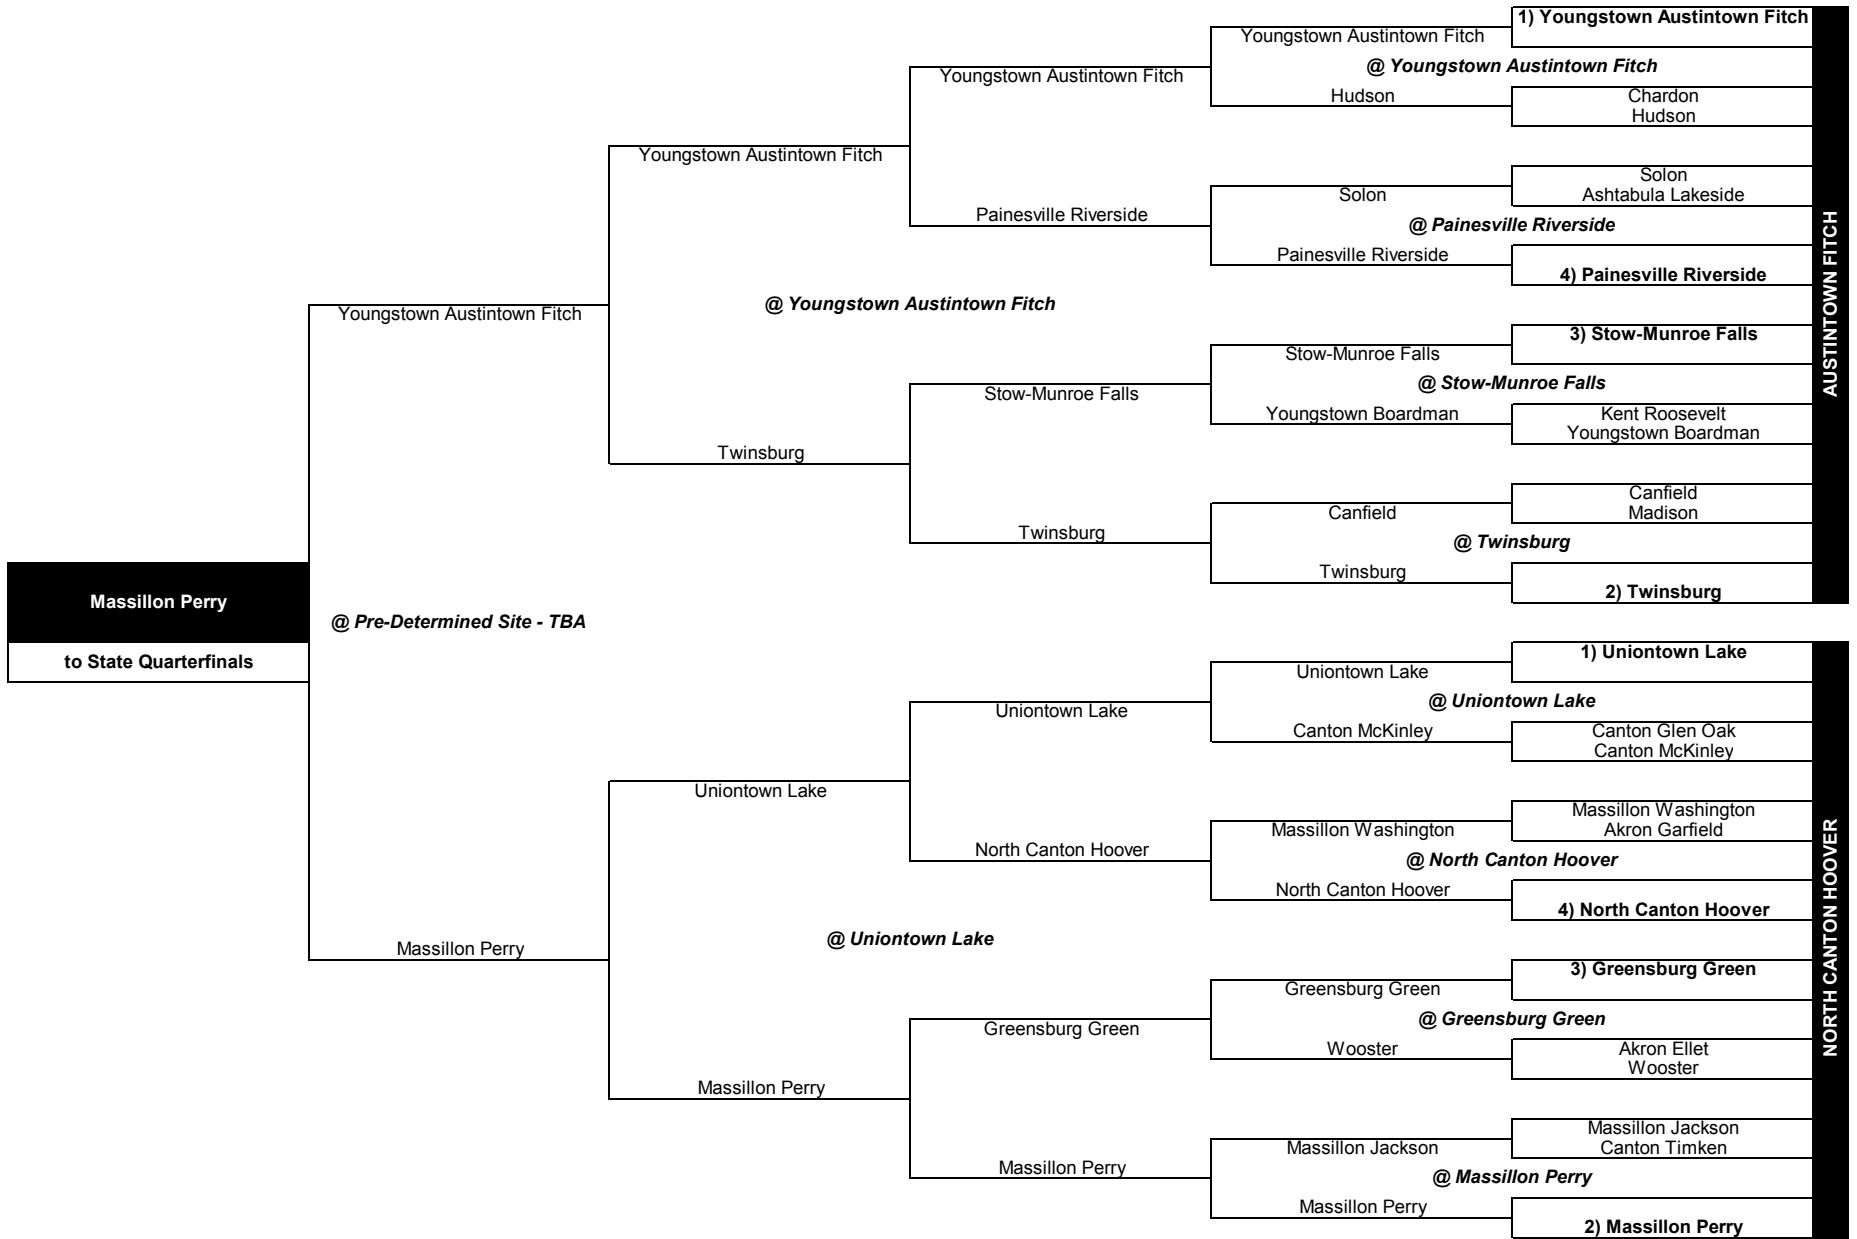 1) Youngstown Austintown Fitch
Youngstown Austintown Fitch
@ Youngstown Austintown Fitch
Youngstown Austintown Fitch
Hudson
Chardon
Hudson
Youngstown Austintown Fitch
Solon
Ashtabula Lakeside
Solon
Painesville Riverside
@ Painesville Riverside
Painesville Riverside
4) Painesville Riverside
@ Youngstown Austintown Fitch
Youngstown Austintown Fitch
3) Stow-Munroe Falls
Stow-Munroe Falls
@ Stow-Munroe Falls
Stow-Munroe Falls
Youngstown Boardman
Kent Roosevelt
Youngstown Boardman
Twinsburg
Canfield
Madison
Canfield
Twinsburg
@ Twinsburg
Twinsburg
2) Twinsburg
AUSTINTOWN FITCH
Massillon Perry
@ Pre-Determined Site - TBA
to State Quarterfinals
1) Uniontown Lake
Uniontown Lake
@ Uniontown Lake
Uniontown Lake
Canton McKinley
Canton Glen Oak
Canton McKinley
Uniontown Lake
Massillon Washington
Akron Garfield
Massillon Washington
North Canton Hoover
@ North Canton Hoover
North Canton Hoover
4) North Canton Hoover
@ Uniontown Lake
Massillon Perry
3) Greensburg Green
Greensburg Green
@ Greensburg Green
Greensburg Green
Wooster
Akron Ellet
Wooster
Massillon Perry
Massillon Jackson
Canton Timken
Massillon Jackson
Massillon Perry
@ Massillon Perry
Massillon Perry
2) Massillon Perry
NORTH CANTON HOOVER